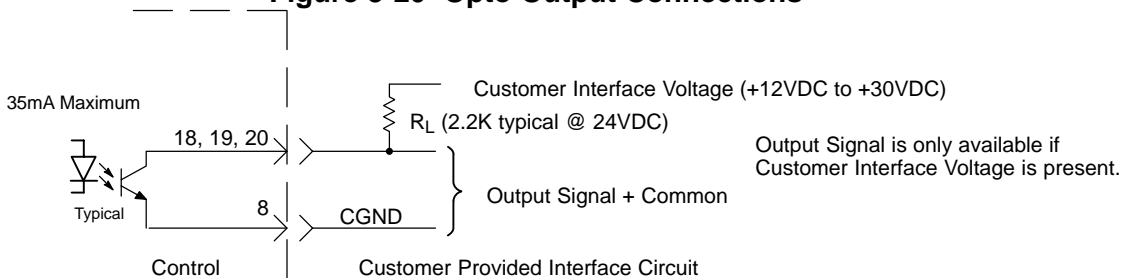 Figure 3-20 Opto Output Connections
Customer Interface Voltage (+12VDC to +30VDC)
35mA Maximum
RL (2.2K typical @ 24VDC)
18, 19, 20
Output Signal is only available if
Customer Interface Voltage is present.
Output Signal + Common
Typical
8
CGND
Control
Customer Provided Interface Circuit